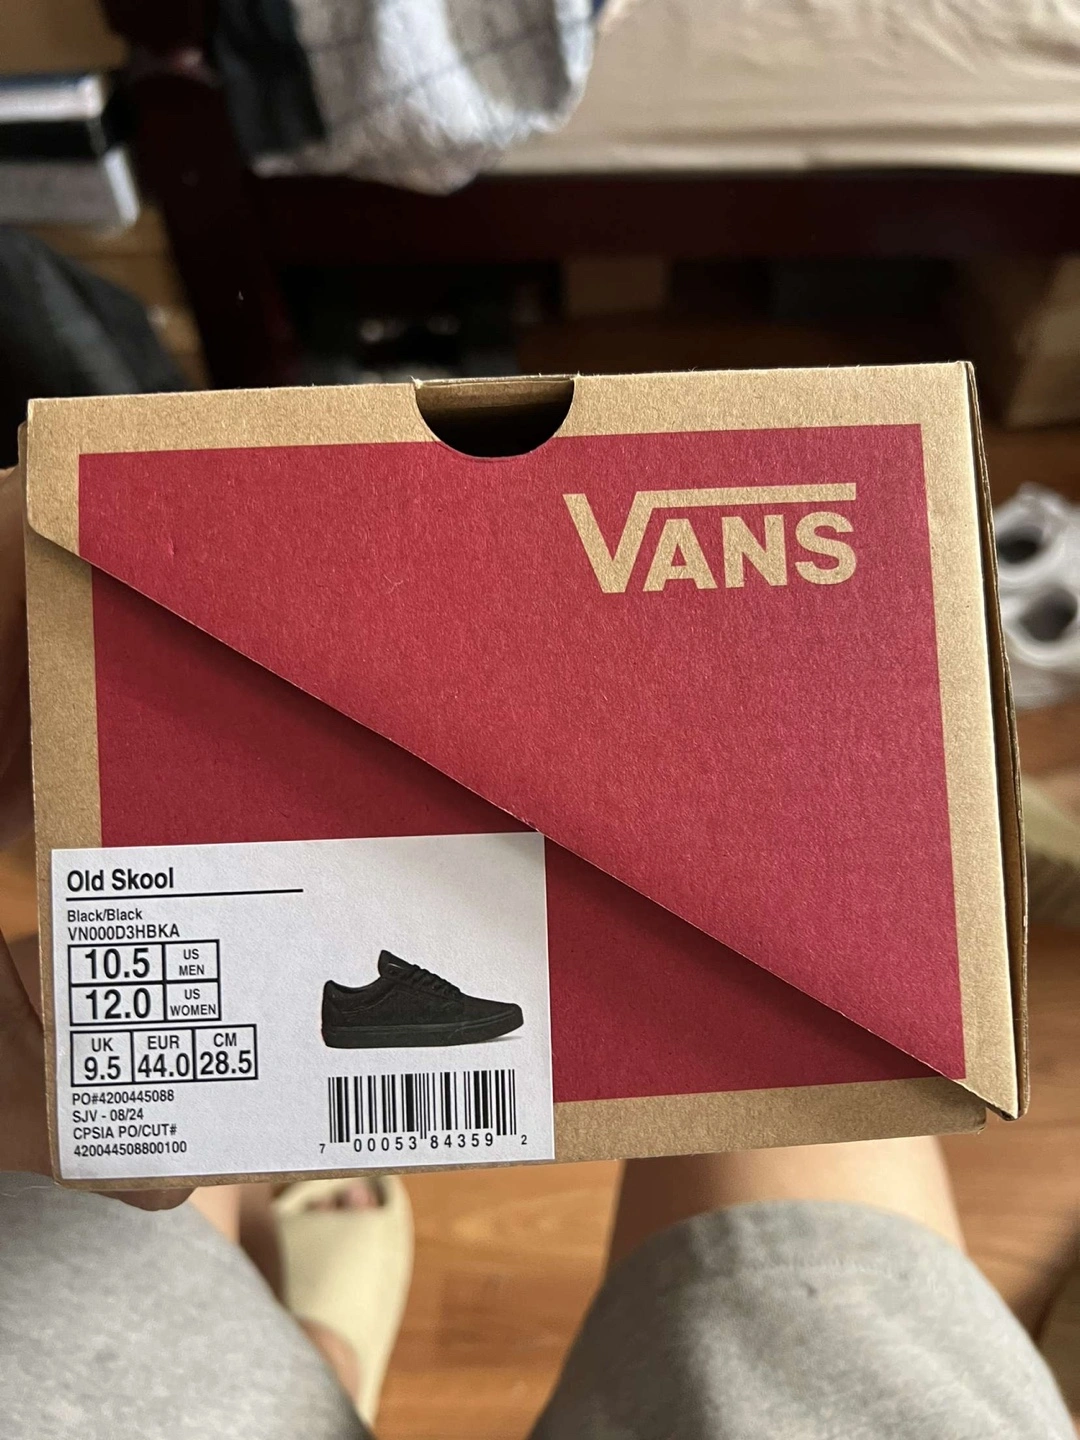 VANS
Old Skool
Black/Black
VN000D3HBKA
10.5 US MEN
12.0 US WOMEN
UK EUR CM
9.5 44.0 28.5
PO#4200445088
SJV - 08/24
CPSIA PO/CUT#
420044508800100
7 00053 84359 2